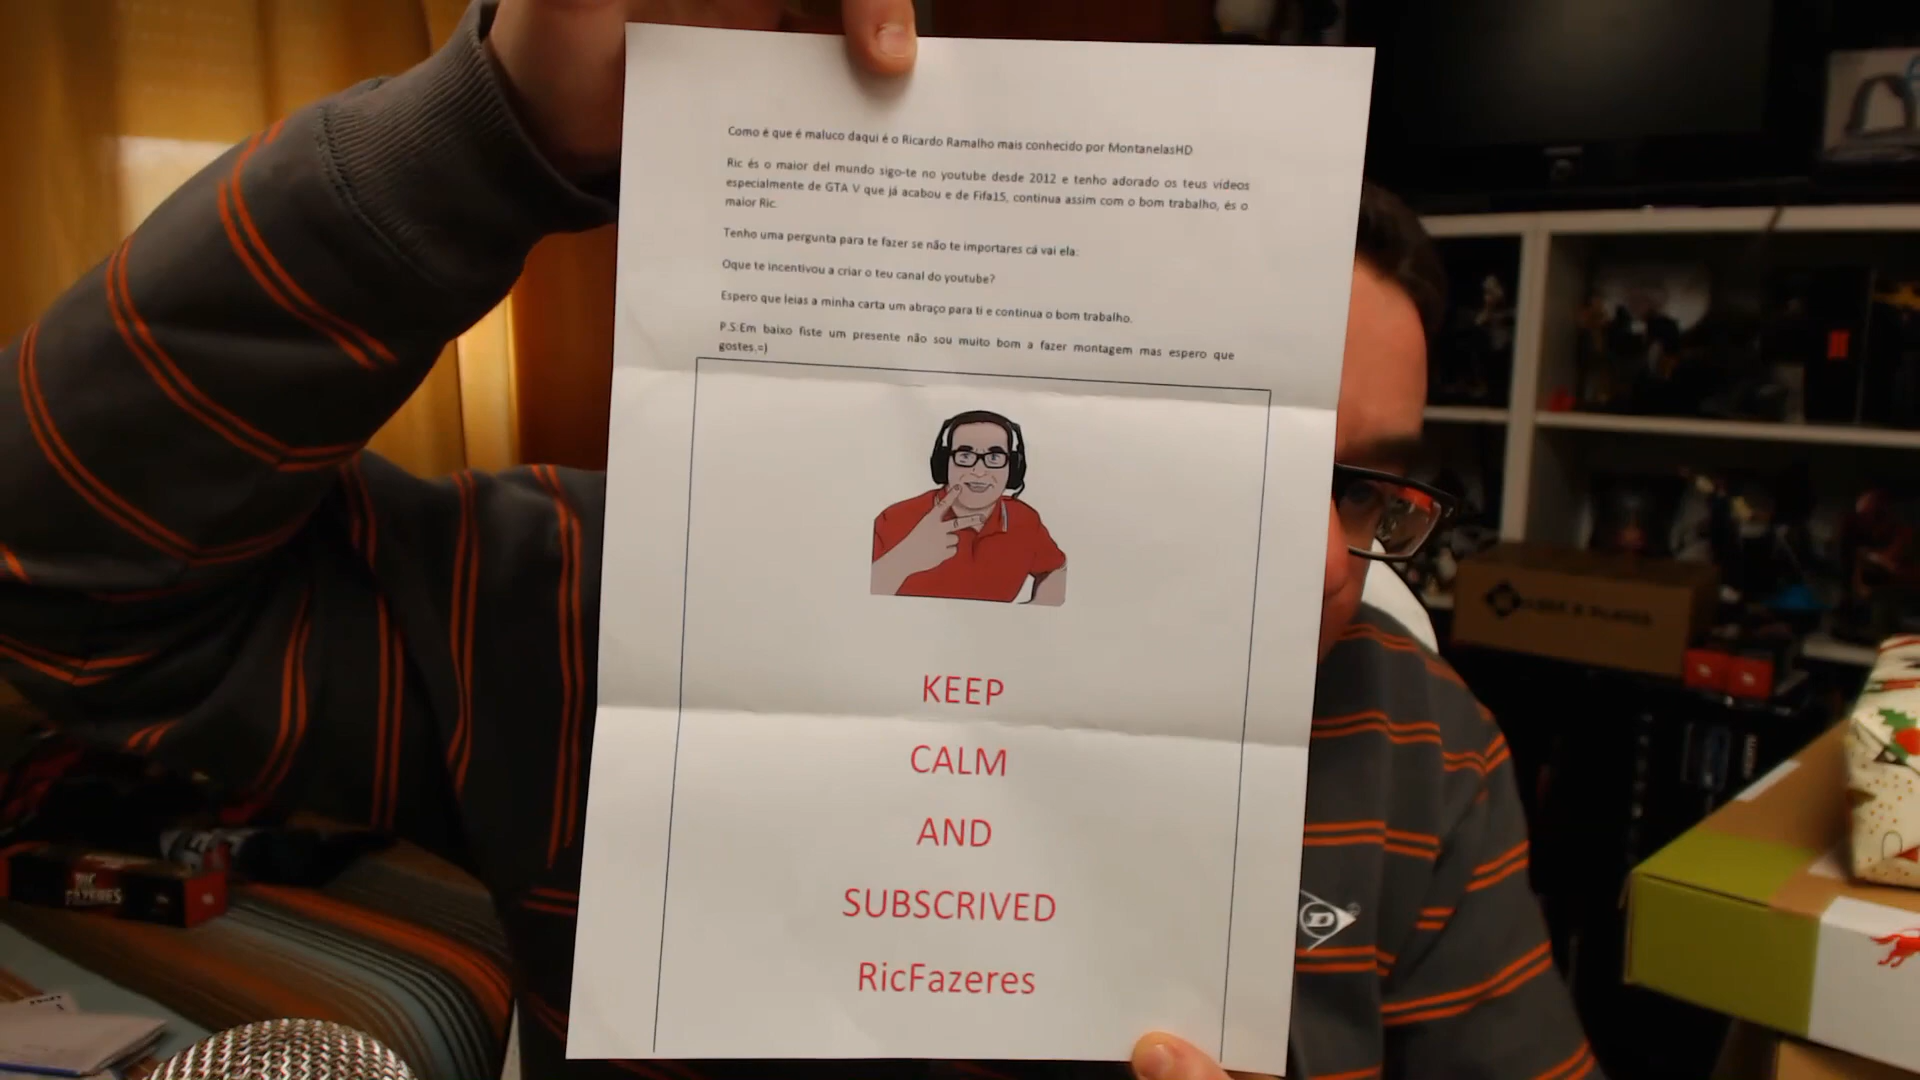 Como é que é maluco daqui é o Ricardo Ramalho mais conhecido por MontanelasHD
Ric és o maior del mundo sigo-te no youtube desde 2012 e tenho adorado os teus vídeos
especialmente de GTA V que já acabou e de Fifa15, continua assim com o bom trabalho, és o
maior Ric.
Tenho uma pergunta para te fazer se não te importares cá vai ela:
Oque te incentivou a criar o teu canal do youtube?
Espero que leias a minha carta um abraço para ti e continua o bom trabalho.
P.S:Em baixo fiste um presente não sou muito bom a fazer montagem mas espero que
gostes.=)
KEEP
CALM
AND
SUBSCRIVED
RicFazeres
RIC
FAZERES
D